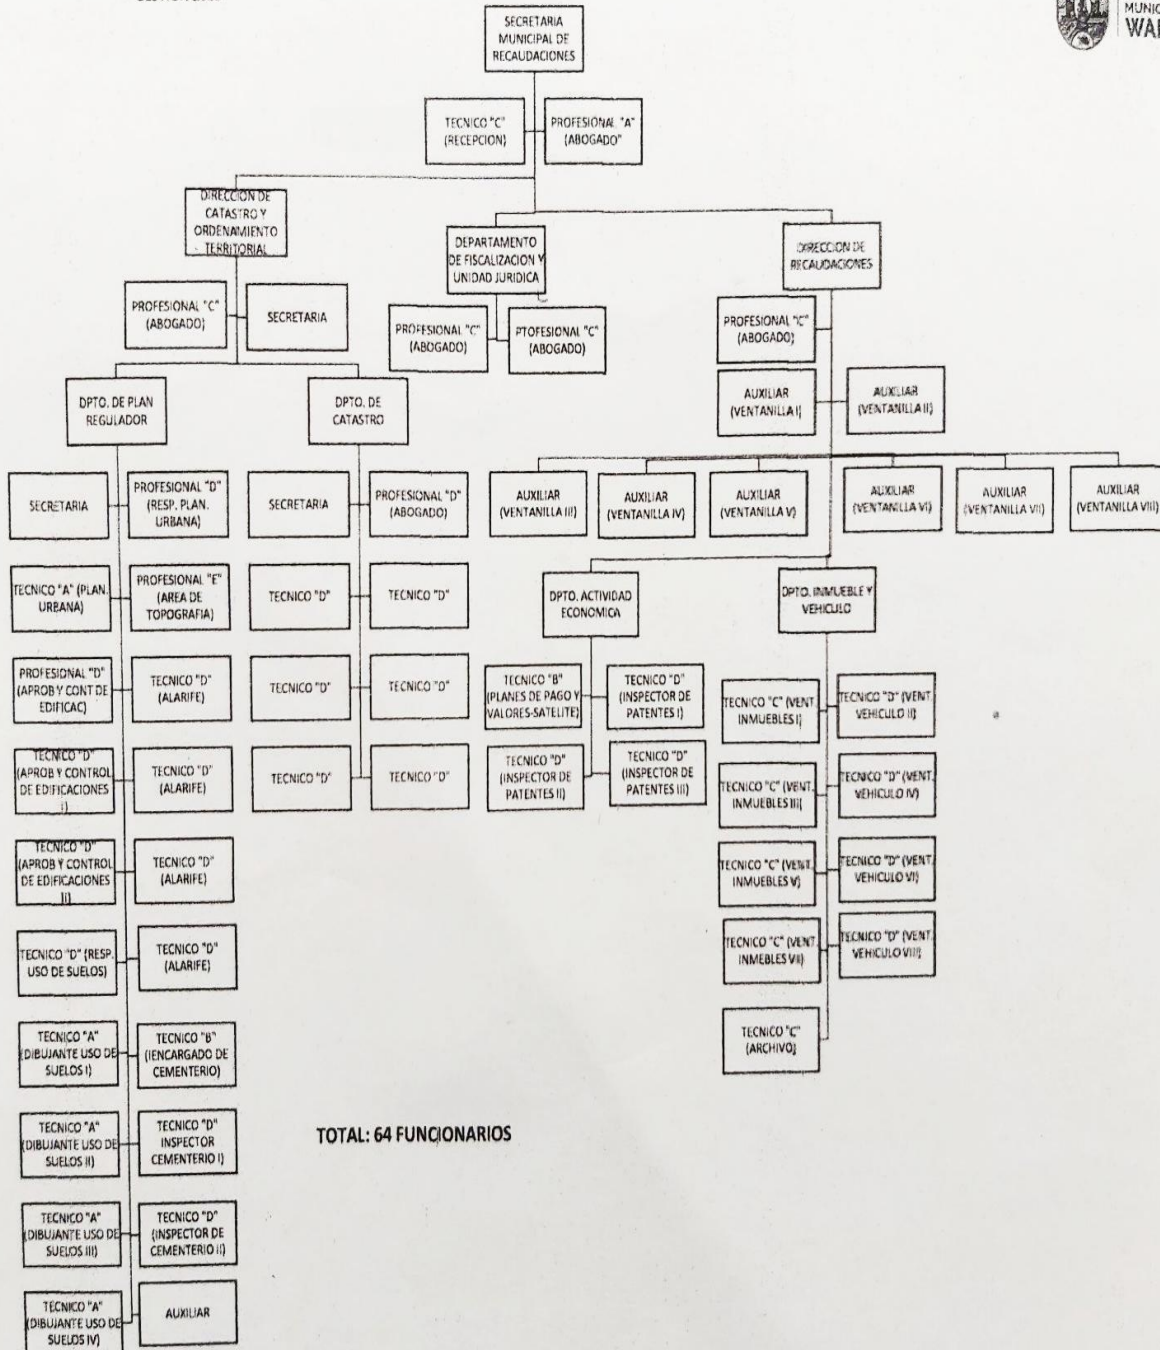 MUNIC
SECRETARIA
MUNICIPAL DE
RECAUDACIONES
TECNICO "C"
(RECEPCION)
PROFESIONAL "A"
(ABOGADO"
DIRECCION DE
CATASTRO Y
ORDENAMIENTO
TERRITORIAL
DEPARTAMENTO
DE FISCALIZACION Y
UNIDAD JURIDICA
DIRECCION DE
RECAUDACIONES
PROFESIONAL "C"
(ABOGADO)
SECRETARIA
PROFESIONAL "C"
(ABOGADO)
PTOFESIONAL "C"
(ABOGADO)
PROFESIONAL "C"
(ABOGADO)
AUXILIAR
(VENTANILLA I)
AUXILIAR
(VENTANILLA II)
DPTO. DE PLAN
REGULADOR
DPTO. DE
CATASTRO
SECRETARIA
PROFESIONAL "D"
(RESP. PLAN.
URBANA)
SECRETARIA
PROFESIONAL "D"
(ABOGADO)
AUXILIAR
(VENTANILLA III)
AUXILIAR
(VENTANILLA IV)
AUXILIAR
(VENTANILLA V)
AUXILIAR
(VENTANILLA VI)
AUXILIAR
(VENTANILLA VII)
AUXILIAR
(VENTANILLA VIII)
TECNICO "A" (PLAN.
URBANA)
PROFESIONAL "E"
(AREA DE
TOPOGRAFIA)
TECNICO "D"
TECNICO "D"
DPTO. ACTIVIDAD
ECONOMICA
DPTO. INMUEBLE Y
VEHICULO
PROFESIONAL "D"
(APROB Y CONT DE
EDIFICAC)
TECNICO "D"
(ALARIFE)
TECNICO "D"
TECNICO "D"
TECNICO "B"
(PLANES DE PAGO Y
VALORES-SATELITE)
TECNICO "D"
(INSPECTOR DE
PATENTES I)
TECNICO "C" (VENT.
INMUEBLES I)
TECNICO "D" (VENT.
VEHICULO II)
TECNICO "D"
(APROB Y CONTROL
DE EDIFICACIONES
I)
TECNICO "D"
(ALARIFE)
TECNICO "D"
TECNICO "D"
TECNICO "D"
(INSPECTOR DE
PATENTES II)
TECNICO "D"
(INSPECTOR DE
PATENTES III)
TECNICO "C" (VENT.
INMUEBLES III)
TECNICO "D" (VENT.
VEHICULO IV)
TECNICO "D"
(APROB Y CONTROL
DE EDIFICACIONES
II)
TECNICO "D"
(ALARIFE)
TECNICO "C" (VENT.
INMUEBLES V)
TECNICO "D" (VENT.
VEHICULO VI)
TECNICO "D" (RESP.
USO DE SUELOS)
TECNICO "D"
(ALARIFE)
TECNICO "C" (VENT.
INMEBLES VII)
TECNICO "D" (VENT.
VEHICULO VIII)
TECNICO "A"
(DIBUJANTE USO DE
SUELOS I)
TECNICO "B"
(IENCARGADO DE
CEMENTERIO)
TECNICO "C"
(ARCHIVO)
TECNICO "A"
(DIBUJANTE USO DE
SUELOS II)
TECNICO "D"
INSPECTOR
CEMENTERIO I)
TOTAL: 64 FUNCIONARIOS
TECNICO "A"
(DIBUJANTE USO DE
SUELOS III)
TECNICO "D"
(INSPECTOR DE
CEMENTERIO II)
TECNICO "A"
(DIBUJANTE USO DE
SUELOS IV)
AUXILIAR